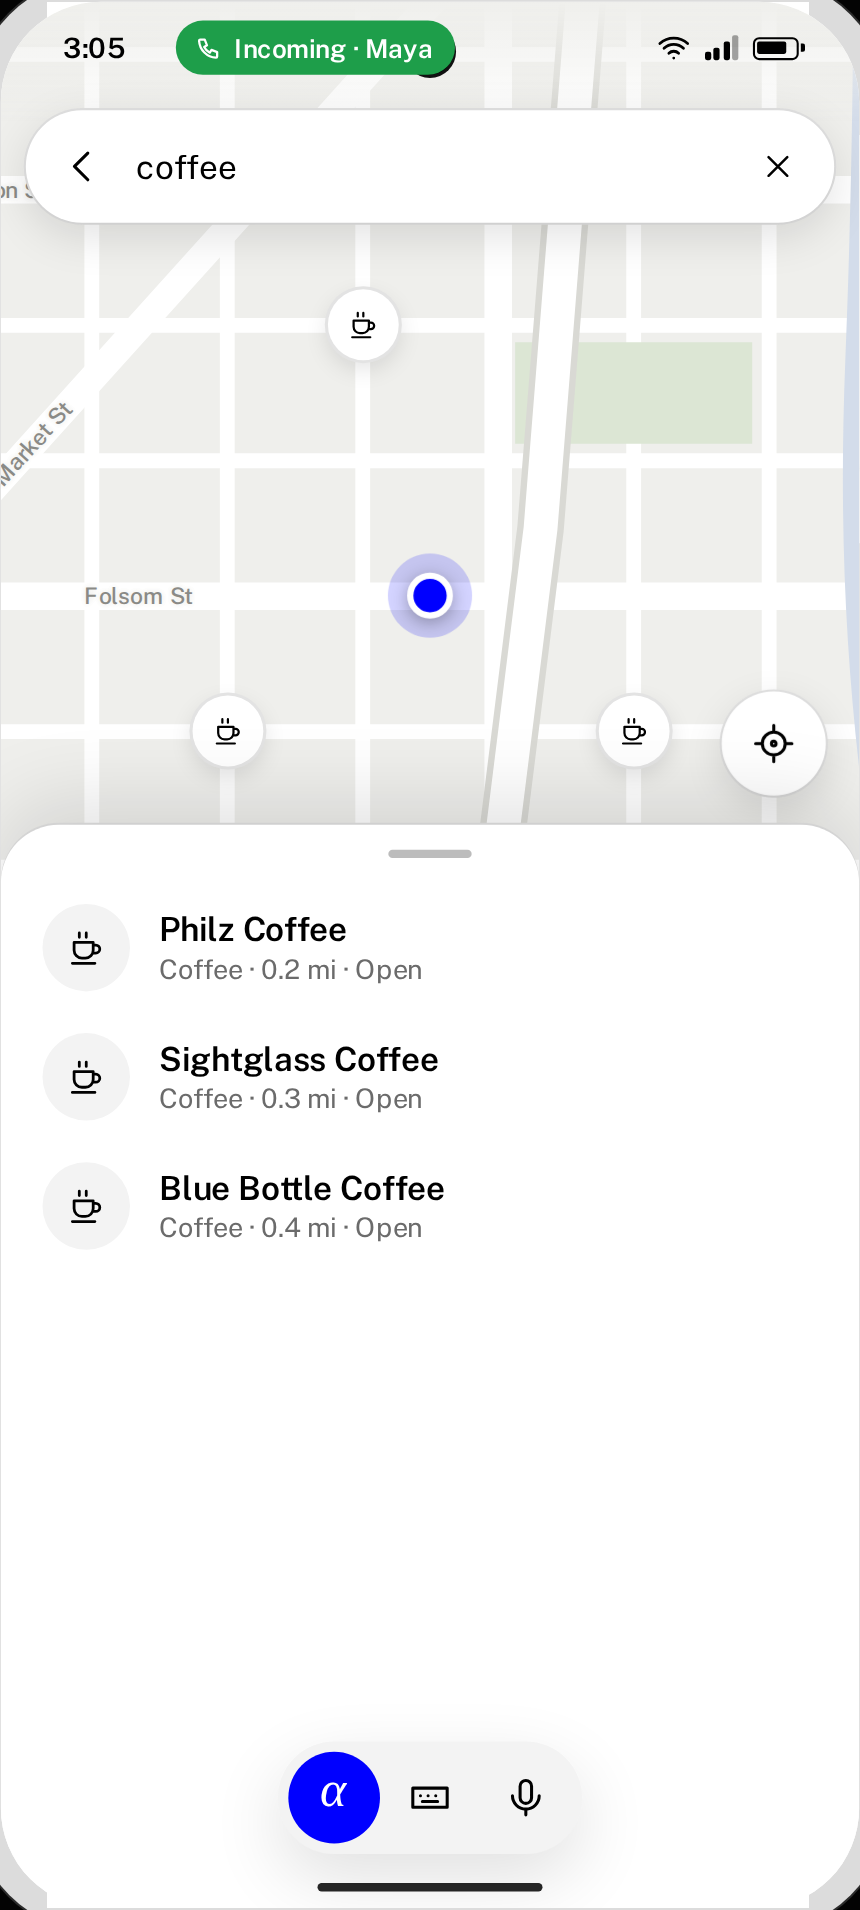 3:05
Incoming · Maya
coffee
on S
Market St
Folsom St
Philz Coffee
Coffee · 0.2 mi · Open
Sightglass Coffee
Coffee · 0.3 mi · Open
Blue Bottle Coffee
Coffee · 0.4 mi · Open
α